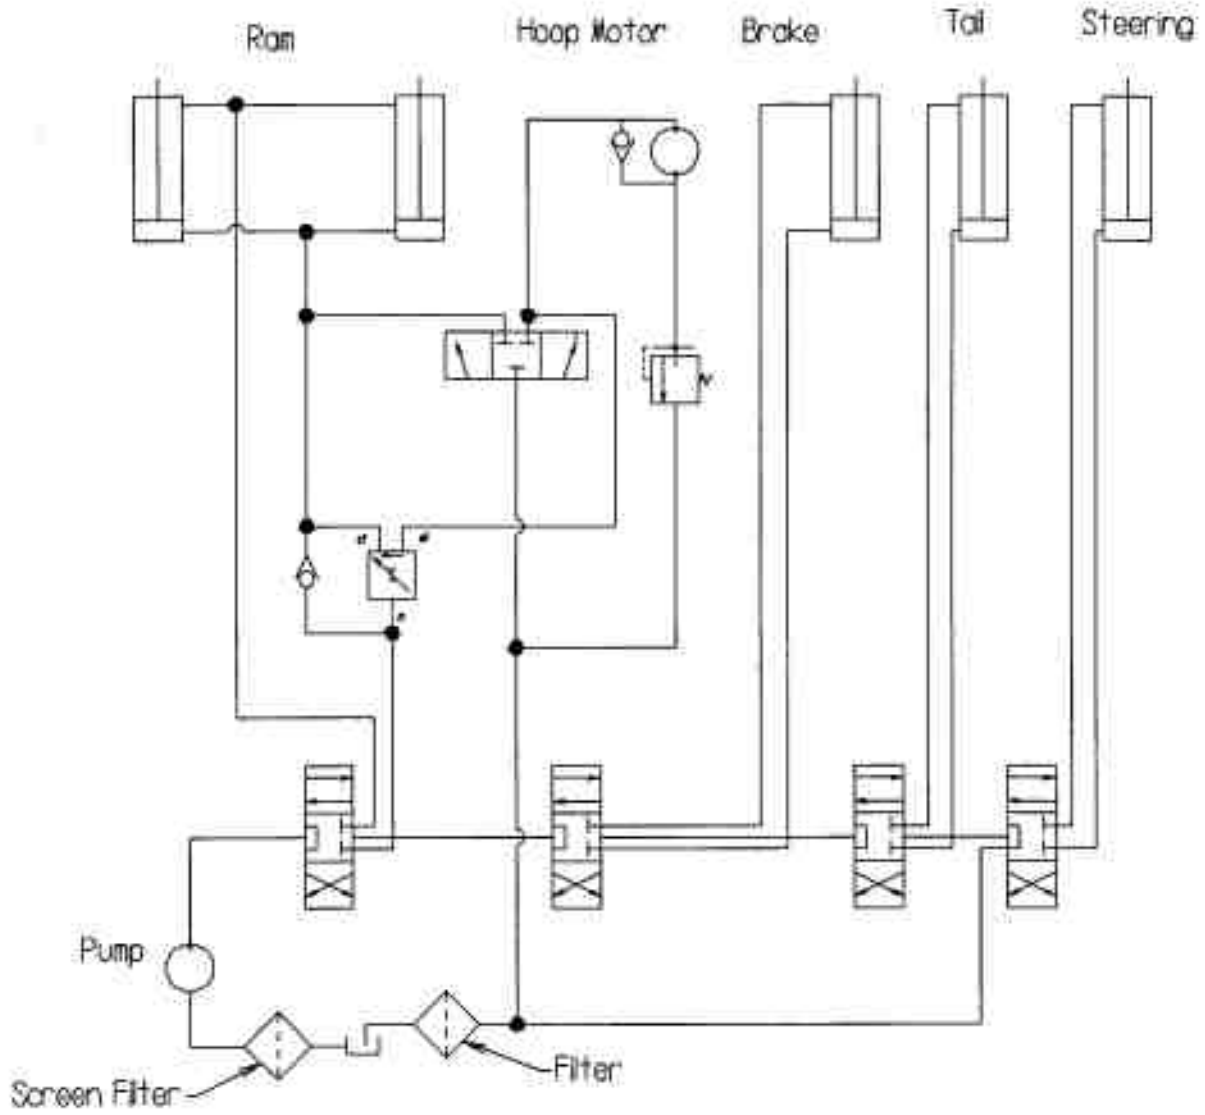 Ram
Hoop Motor
Brake
Tail
Steering
Pump
Filter
Screen Filter